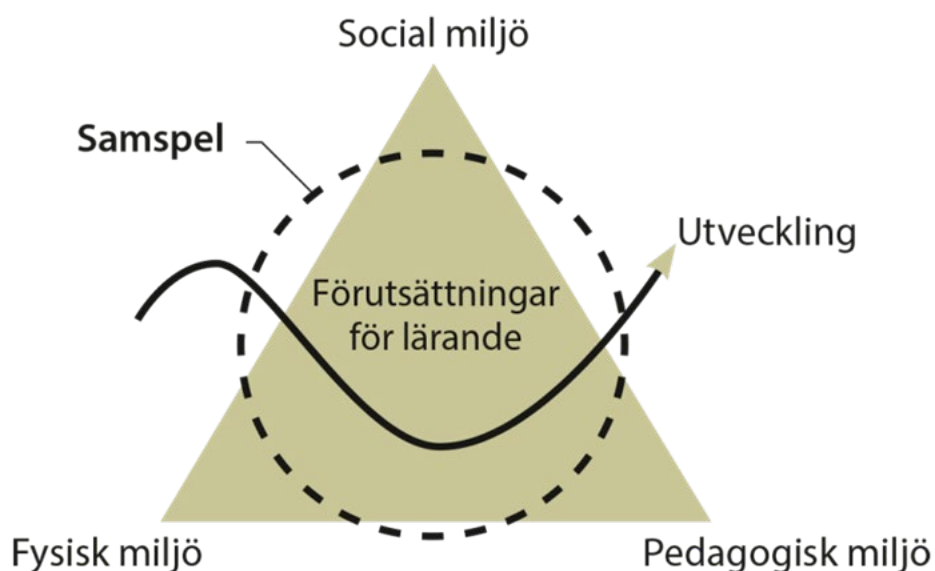 Social miljö
Samspel
Utveckling
Förutsättningar
för lärande
Fysisk miljö
Pedagogisk miljö